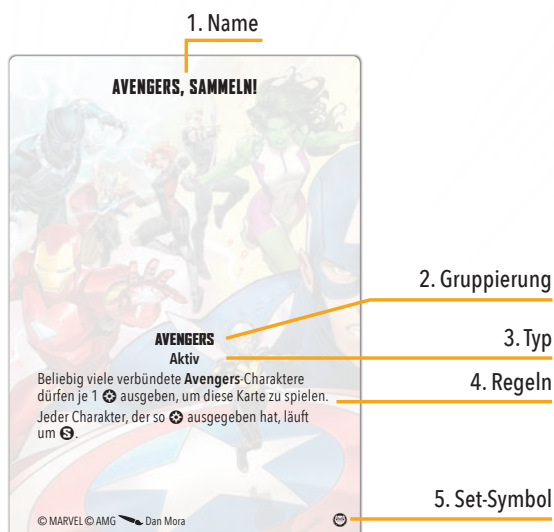 1. Name
AVENGERS, SAMMELN!
2. Gruppierung
AVENGERS
3. Typ
Aktiv
4. Regeln
Beliebig viele verbündete Avengers-Charaktere
dürfen je 1 ausgeben, um diese Karte zu spielen.
Jeder Charakter, der so ausgegeben hat, läuft
um S.
5. Set-Symbol
© MARVEL © AMG Dan Mora